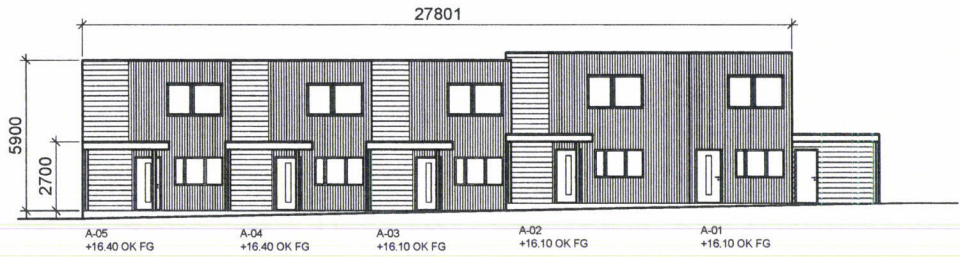 27801
5900
2700
A-05
+16.40 OK FG
A-04
+16.40 OK FG
A-03
+16.10 OK FG
A-02
+16.10 OK FG
A-01
+16.10 OK FG